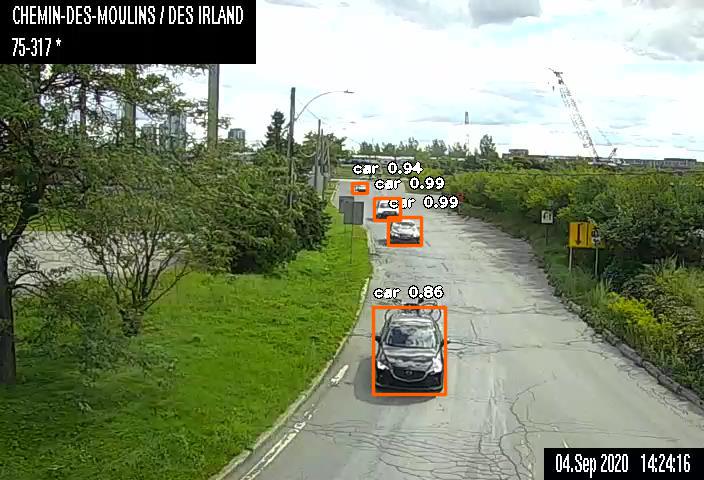 CHEMIN-DES-MOULINS / DES IRLAND
75-317 *
car 0.94
car 0.99
car 0.99
car 0.86
04.Sep 2020 14:24:16